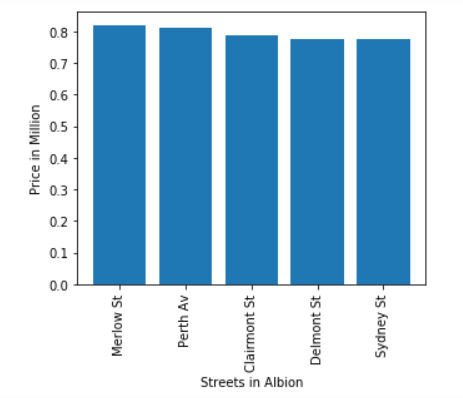 Price in Million
0.8
0.7
0.6
0.5
0.4
0.3
0.2
0.1
0.0
Merlow St
Perth Av
Clairmont St
Delmont St
Sydney St
Streets in Albion